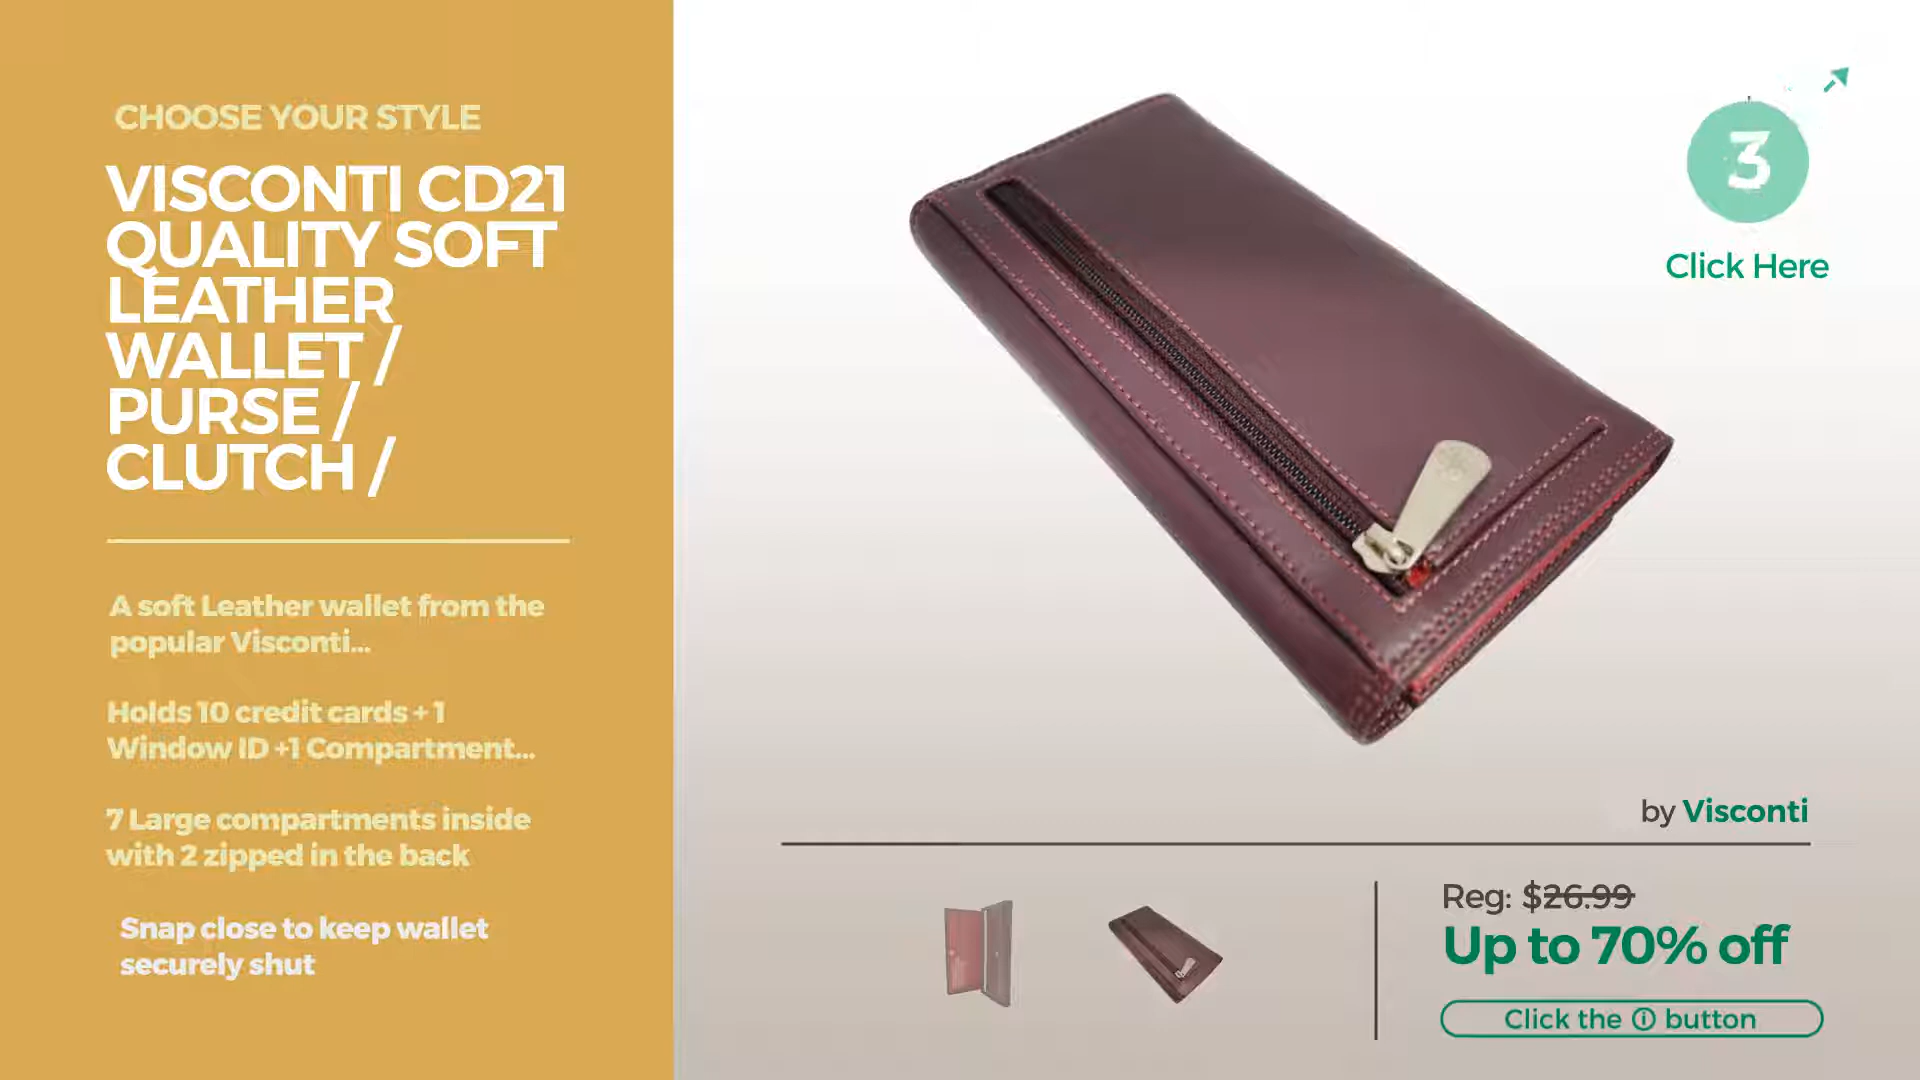 CHOOSE YOUR STYLE
VISCONTI CD21
QUALITY SOFT
LEATHER
WALLET /
PURSE /
CLUTCH /
A soft Leather wallet from the
popular Visconti...
Holds 10 credit cards + 1
Window ID +1 Compartment...
7 Large compartments inside
with 2 zipped in the back
Snap close to keep wallet
securely shut
3
Click Here
by Visconti
Reg: $26.99
Up to 70% off
Click the ⓘ button